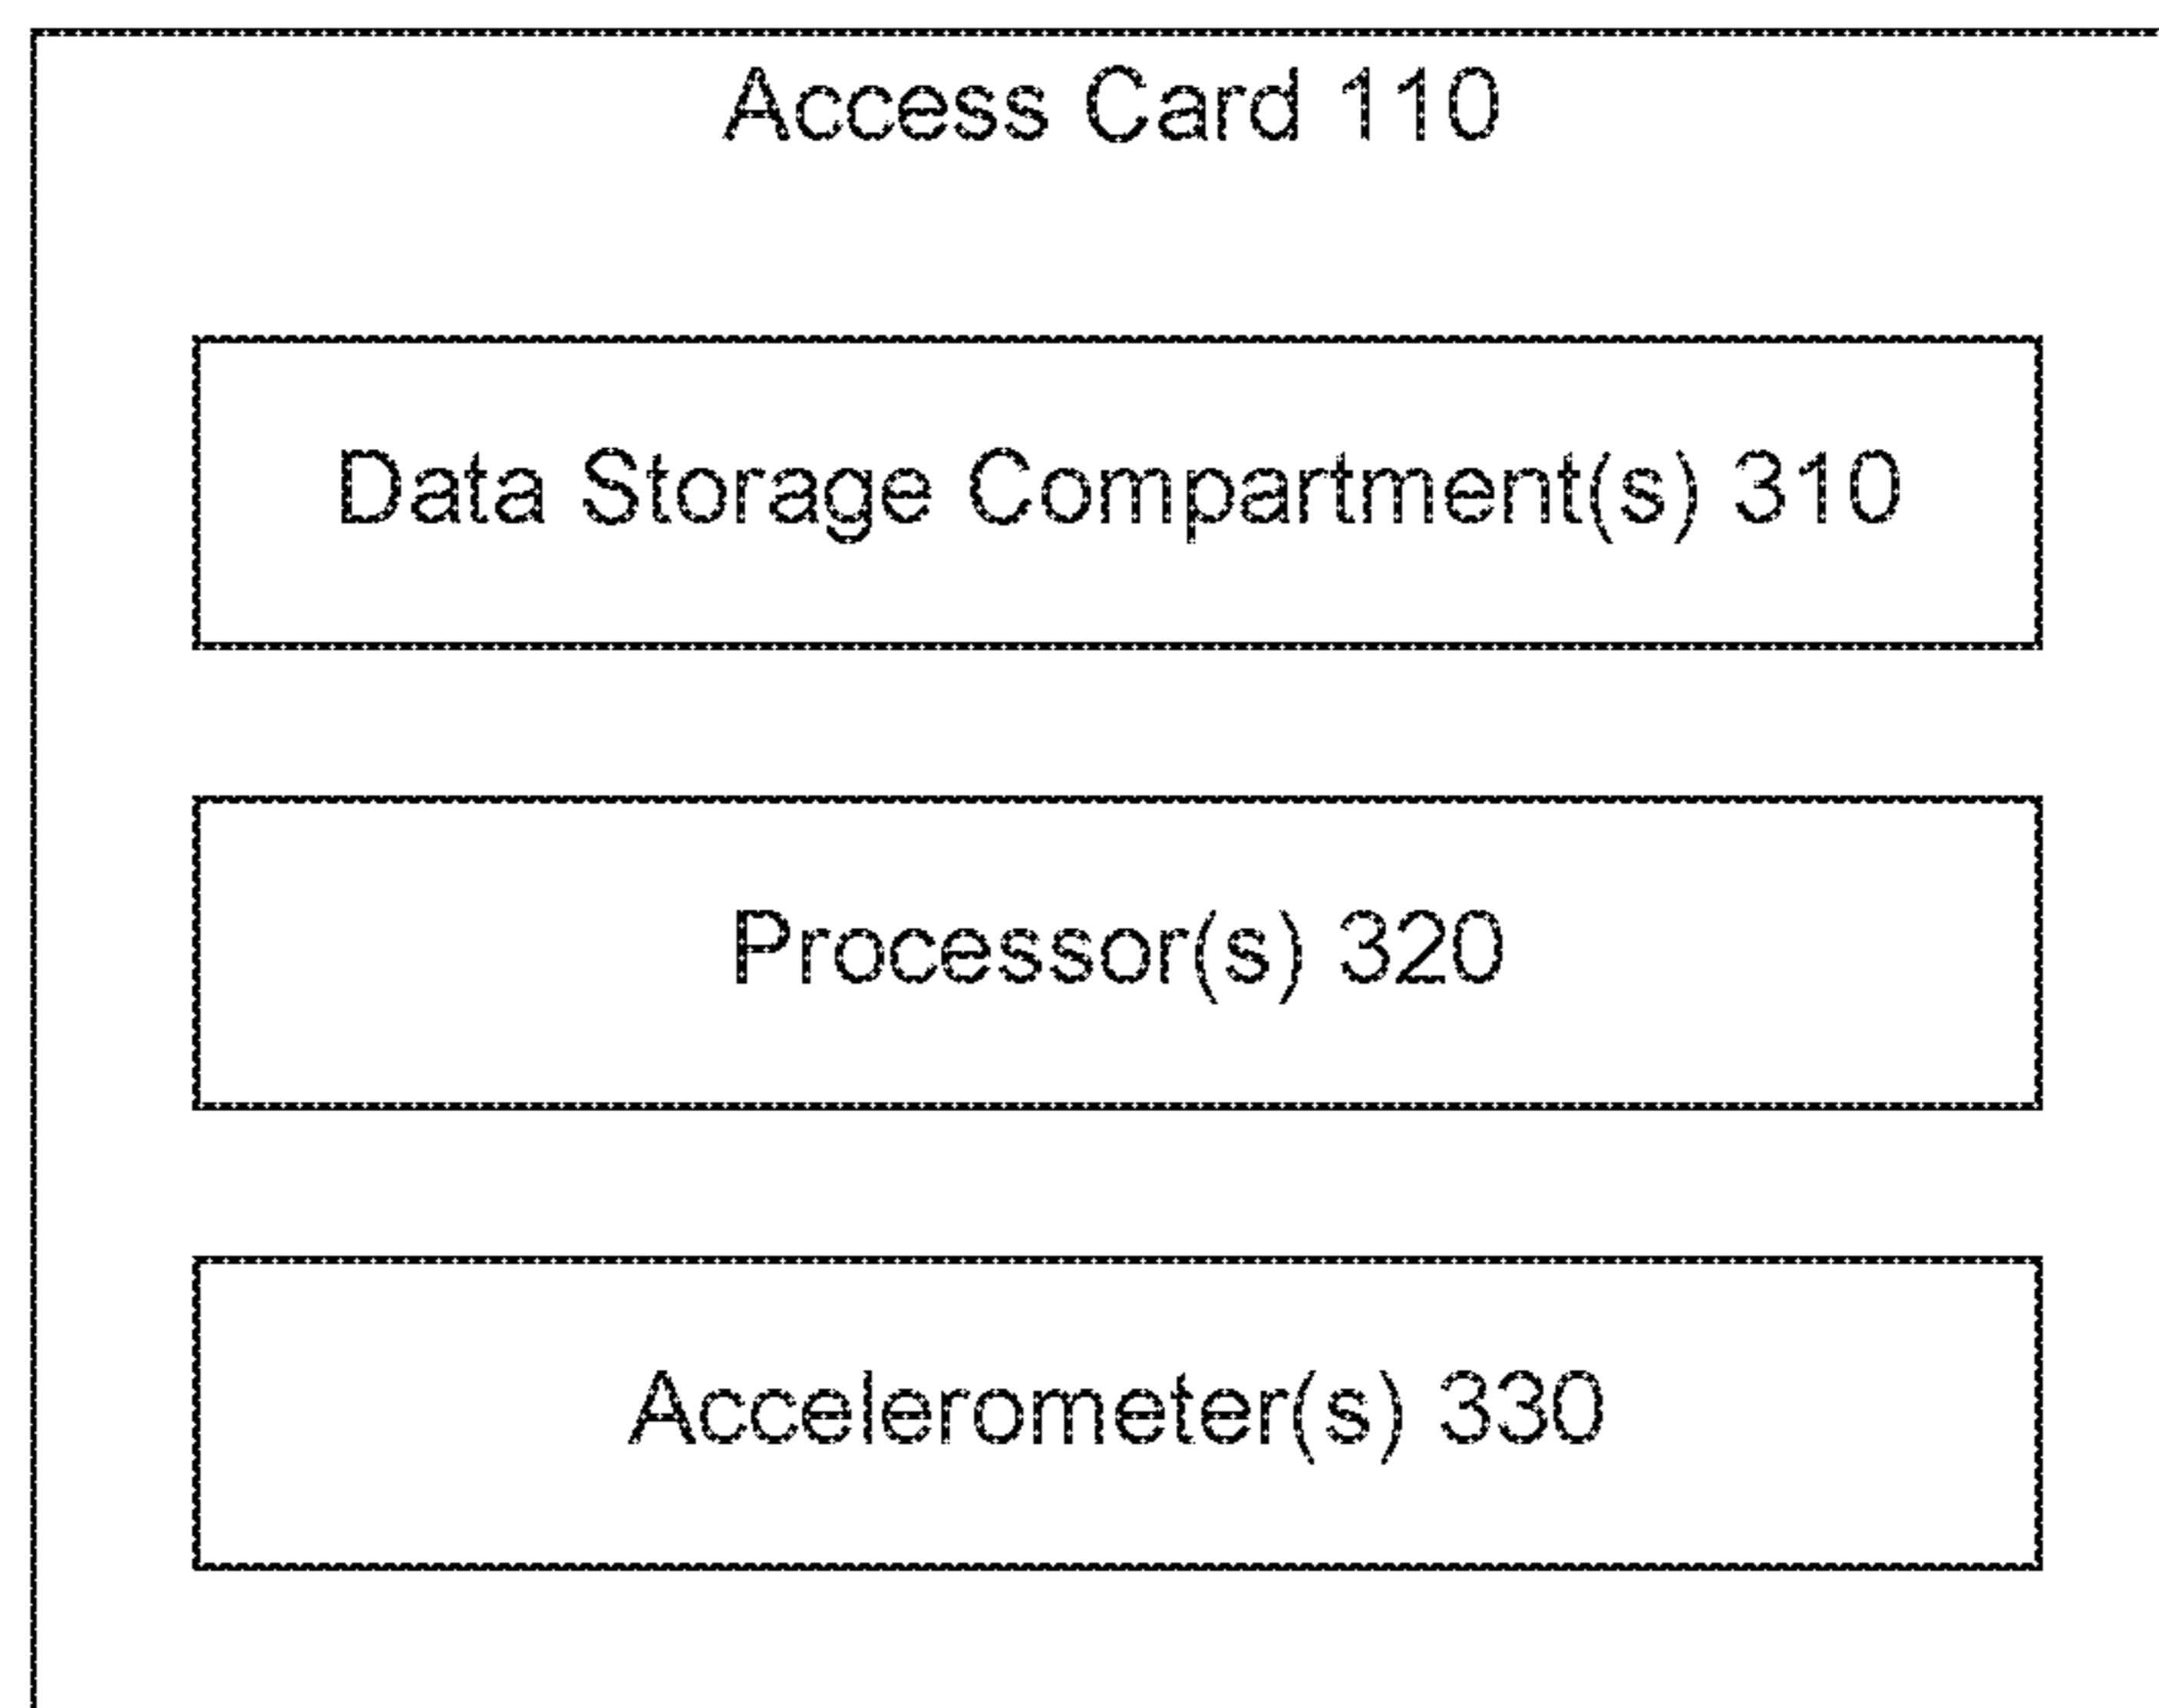 Access Card 110
Data Storage Compartment(s) 310
Processor(s) 320
Accelerometer(s) 330